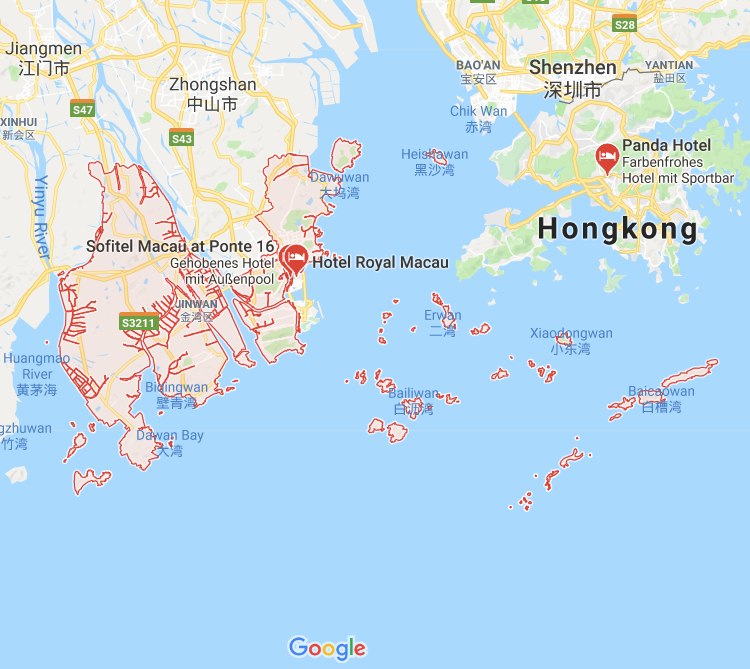 S28
Jiangmen
江门市
BAO'AN
宝安区
Shenzhen
深圳市
YANTIAN
盐田区
Zhongshan
中山市
S47
XINHUI
新会区
S43
Chik Wan
赤湾
Heishawan
黑沙湾
Panda Hotel
Farbenfrohes
Hotel mit Sportbar
Dawuwan
大坞湾
Yinyu River
Hongkong
Sofitel Macau at Ponte 16
Gehobenes Hotel
mit Außenpool
Hotel Royal Macau
JINWAN
金湾区
S3211
Erwan
二湾
Xiaodongwan
小东湾
Huangmao
River
黄茅海
Biqingwan
壁青湾
Bailiwan
白沥湾
Baicaowan
白槽湾
gzhuwan
竹湾
Dawan Bay
大湾
Google